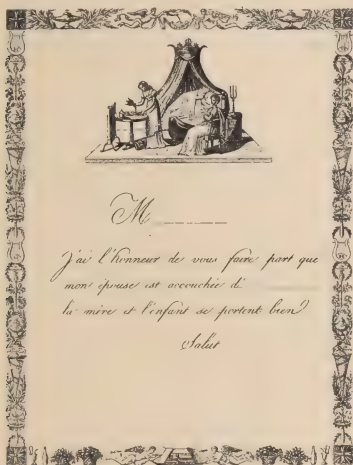 M
J'ai l'honneur de vous faire part que
mon épouse est accouchée d
la mère et l'enfant se portent bien
Salut